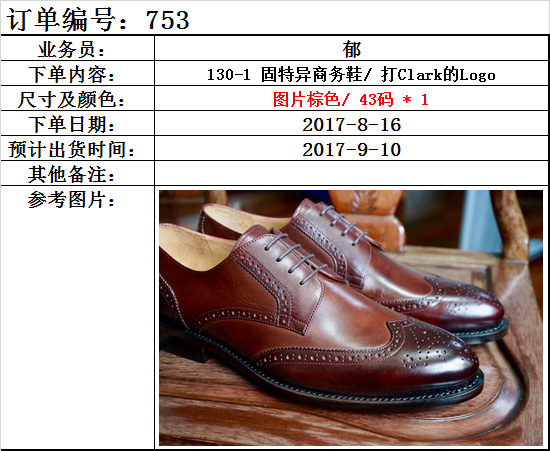 订单编号：753
业务员： 郁
下单内容： 130-1 固特异商务鞋/ 打Clark的Logo
尺寸及颜色： 图片棕色/ 43码 * 1
下单日期： 2017-8-16
预计出货时间： 2017-9-10
其他备注：
参考图片：